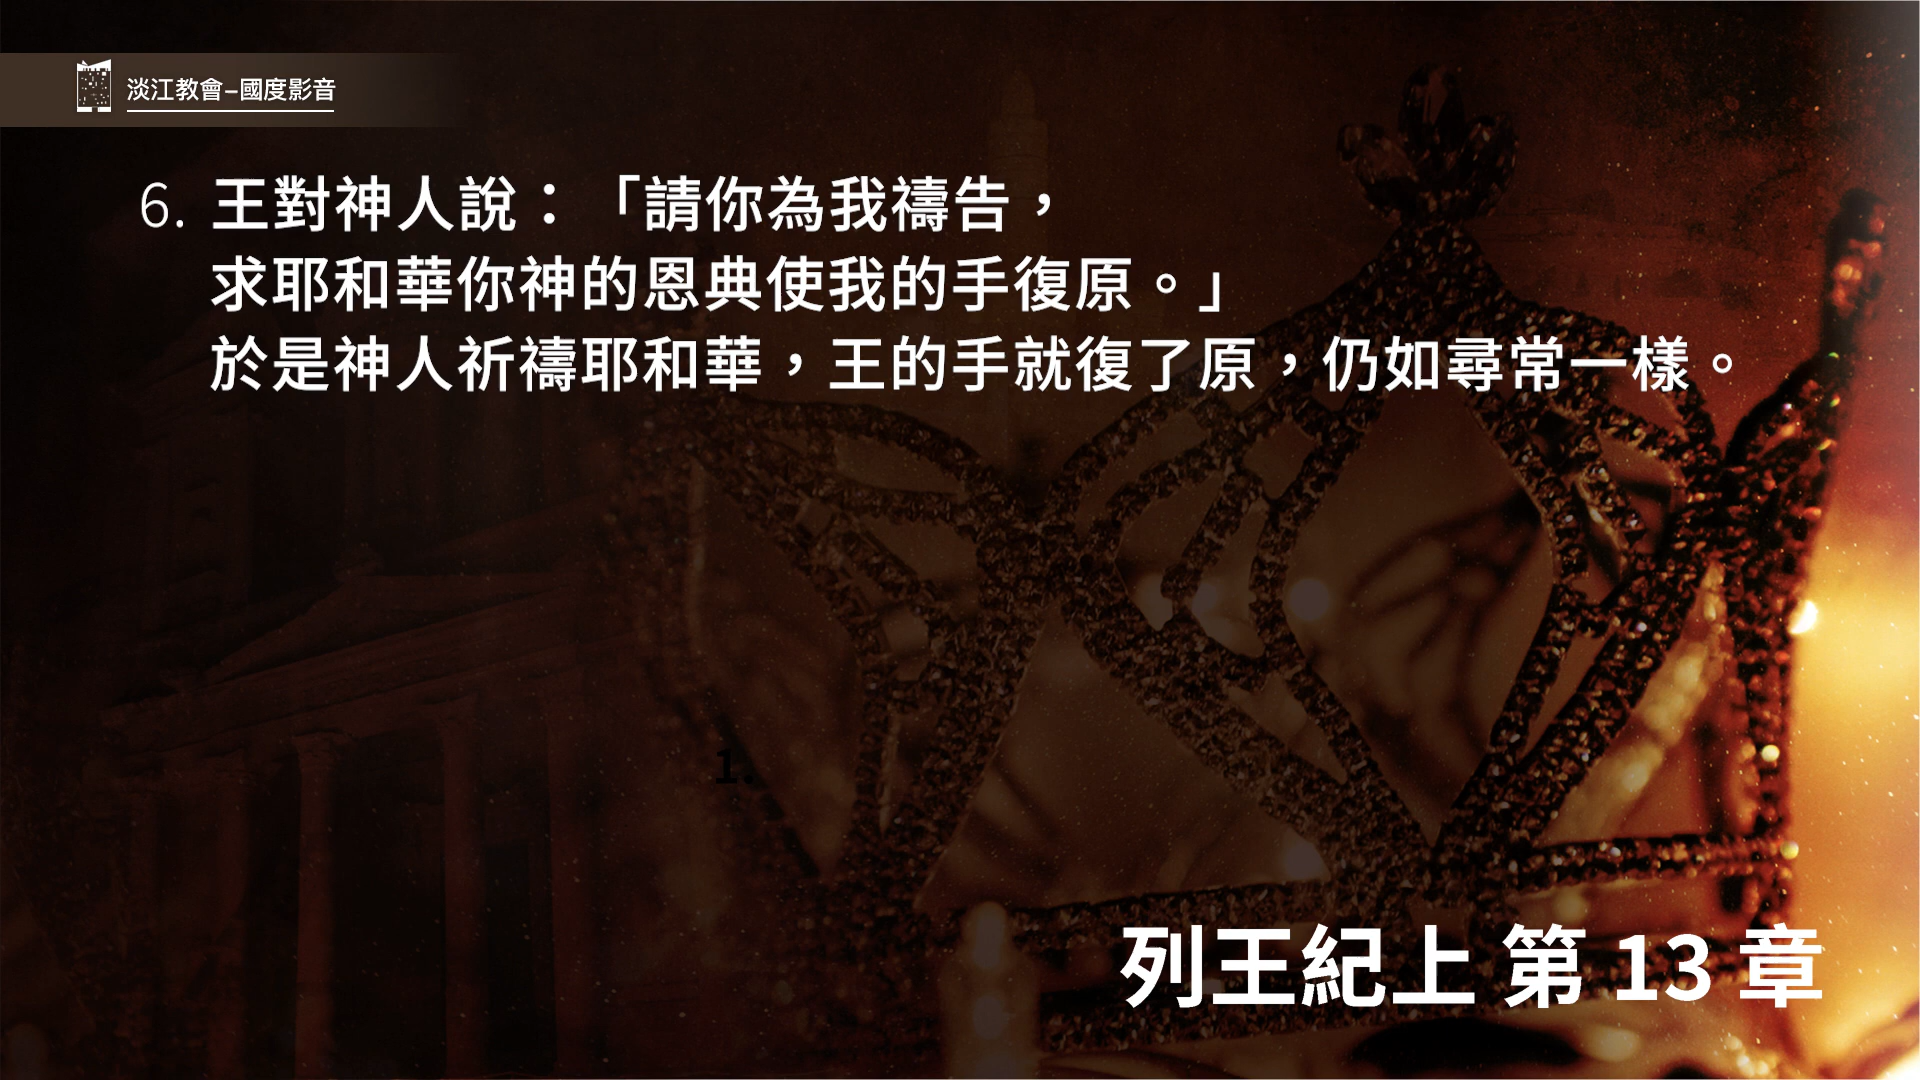 淡江教會–國度影音
6. 王對神人說：「請你為我禱告，
求耶和華你神的恩典使我的手復原。」
於是神人祈禱耶和華，王的手就復了原，仍如尋常一樣。
1.
列王紀上 第 13 章